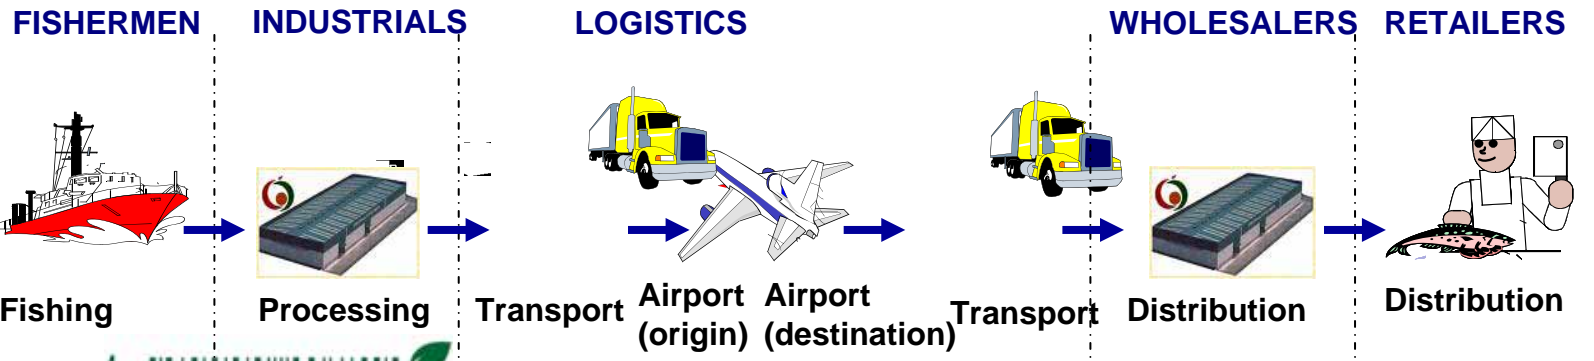 FISHERMEN
INDUSTRIALS
LOGISTICS
WHOLESALERS
RETAILERS
Fishing
Processing
Transport
Airport
(origin)
Airport
(destination)
Transport
Distribution
Distribution